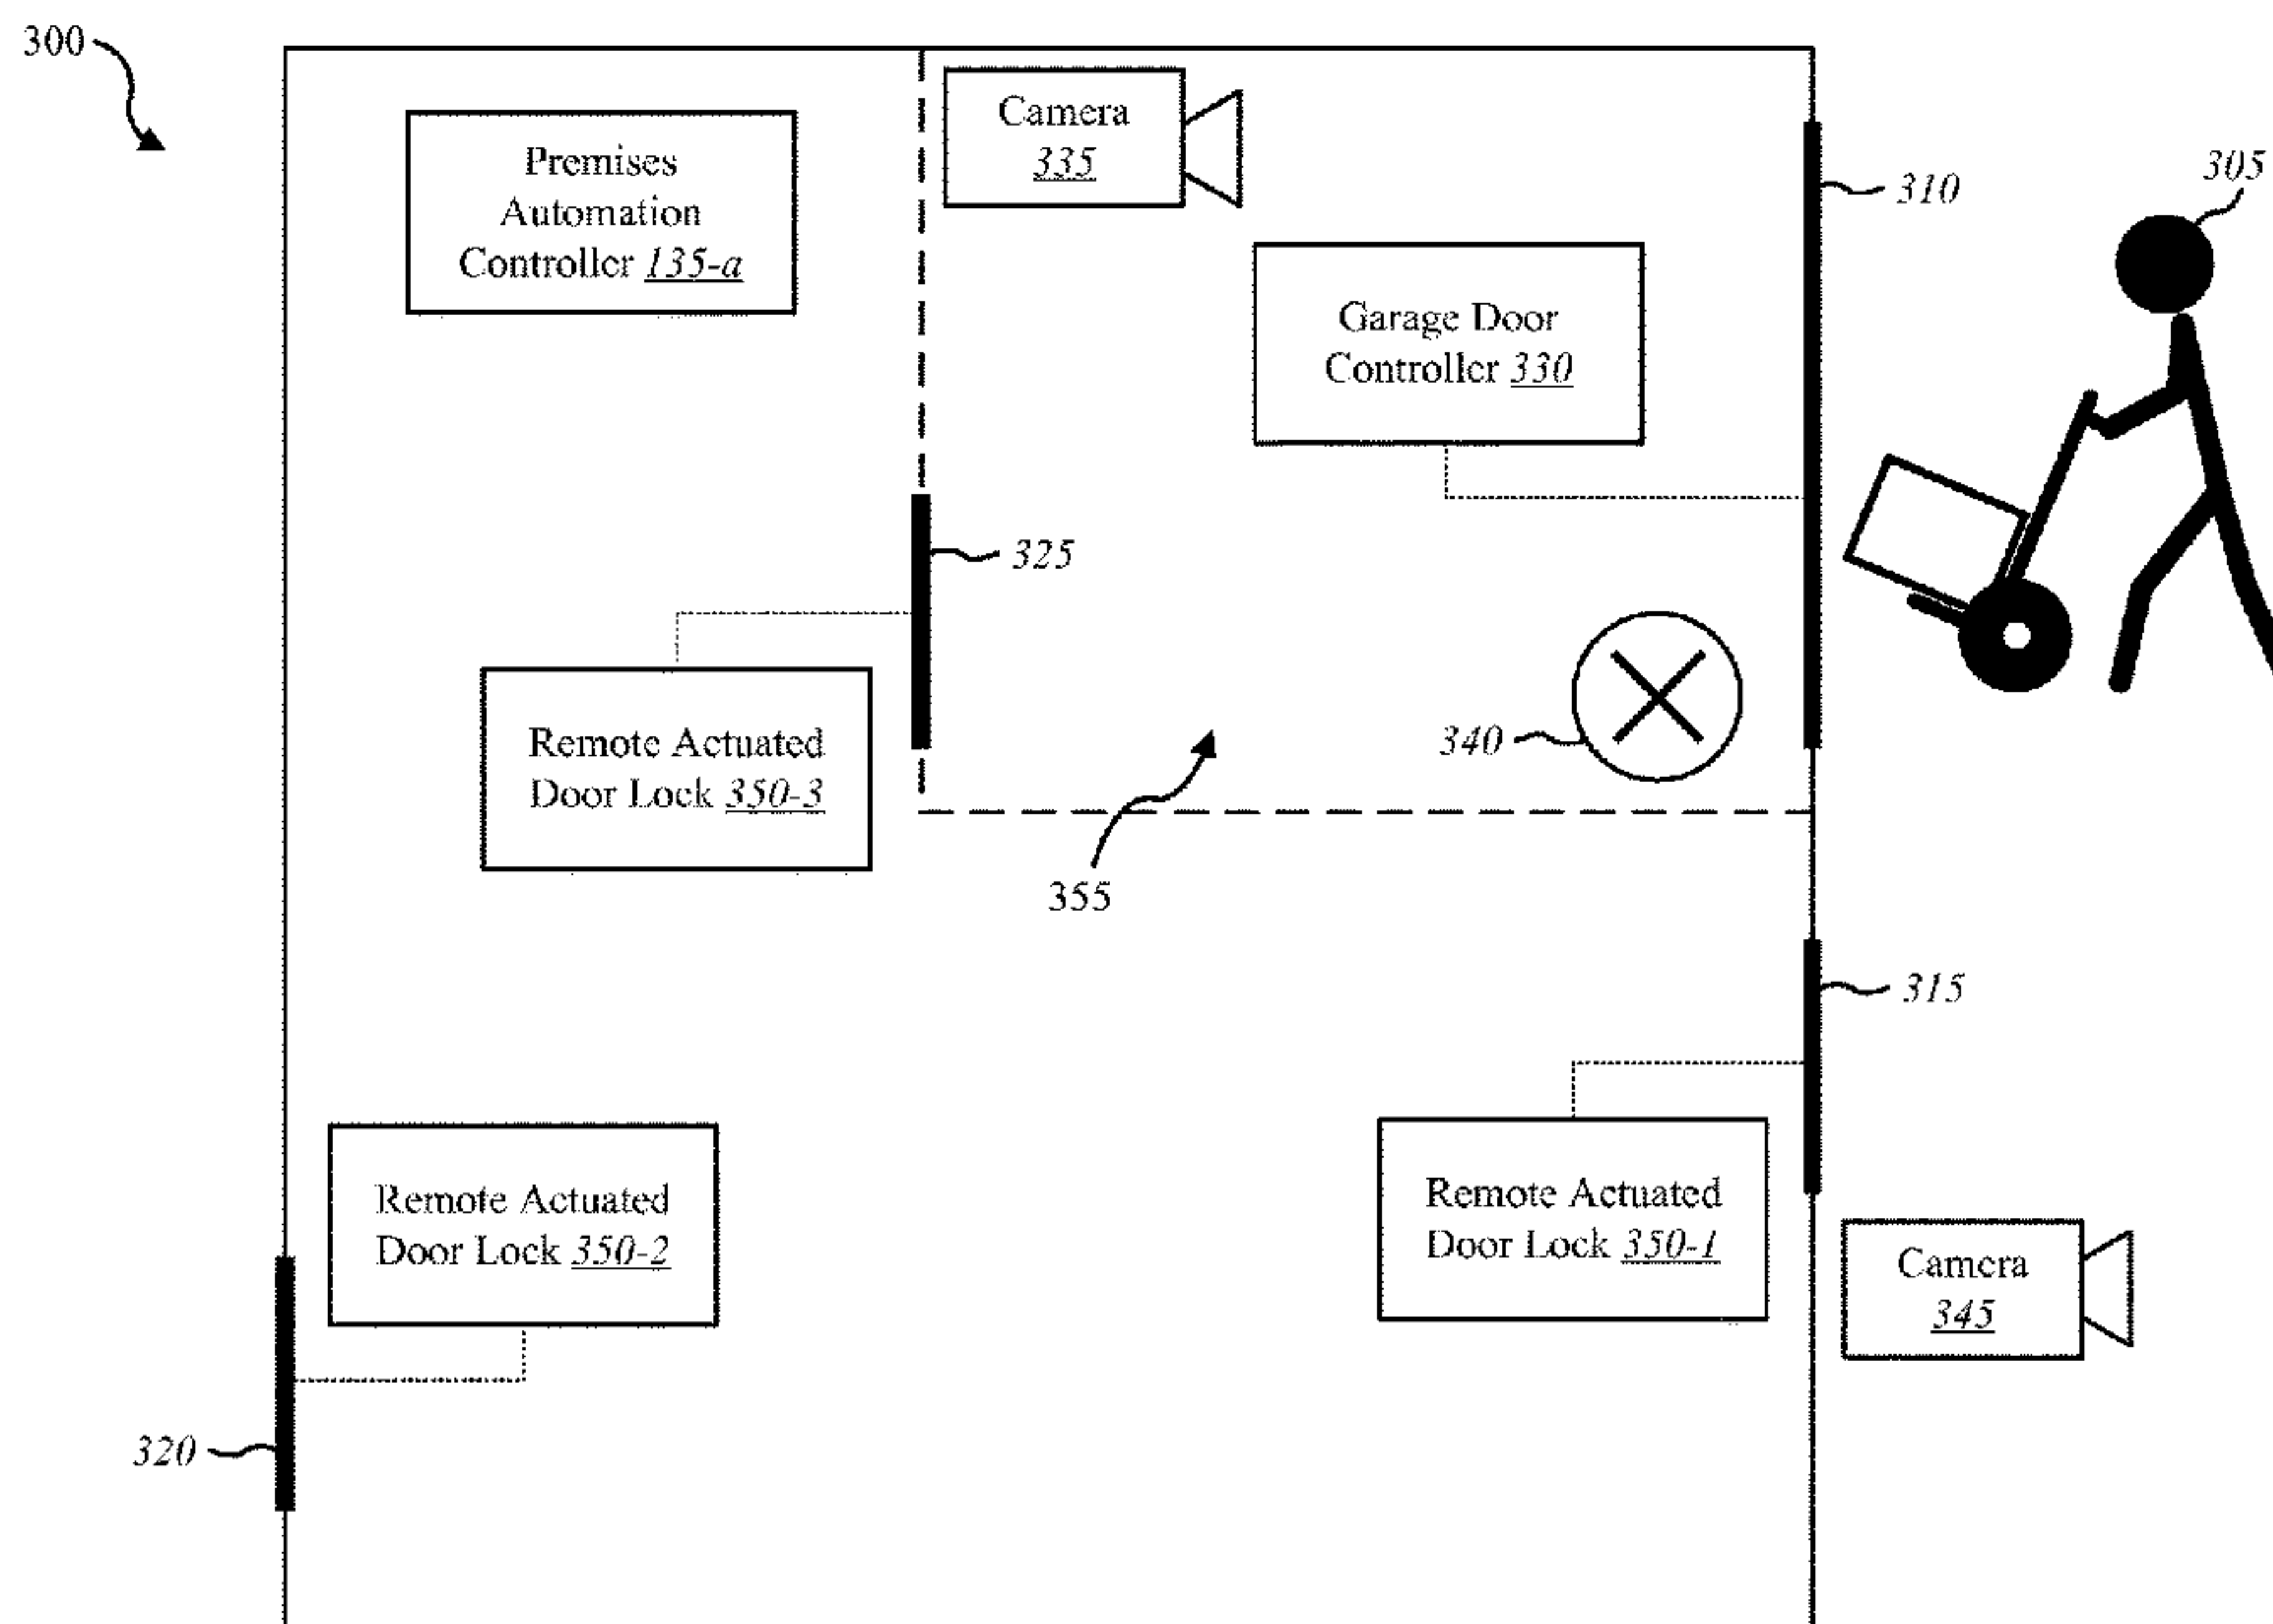 300
Camera
335
305
310
Premises
Automation
Controller 135-a
Garage Door
Controller 330
325
Remote Actuated
Door Lock 350-3
340
355
315
Remote Actuated
Door Lock 350-2
Remote Actuated
Door Lock 350-1
Camera
345
320